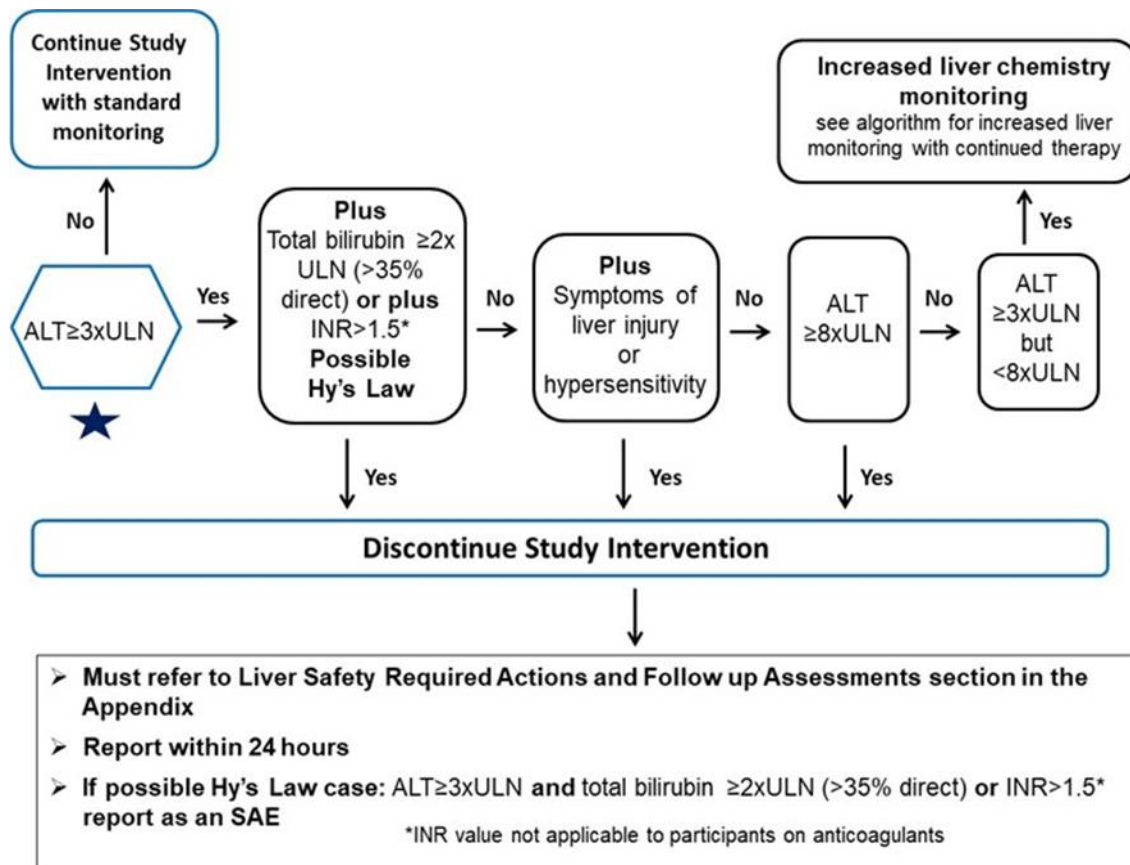 Continue Study
Intervention
with standard
monitoring
Increased liver chemistry
monitoring
see algorithm for increased liver
monitoring with continued therapy
No
Yes
ALT≥3xULN
Yes
Plus
Total bilirubin ≥2x
ULN (>35%
direct) or plus
INR>1.5*
Possible
Hy's Law
No
Plus
Symptoms of
liver injury
or
hypersensitivity
No
ALT
≥8xULN
No
ALT
≥3xULN
but
<8xULN
Yes
Yes
Yes
Discontinue Study Intervention
➢ Must refer to Liver Safety Required Actions and Follow up Assessments section in the
Appendix
➢ Report within 24 hours
➢ If possible Hy's Law case: ALT≥3xULN and total bilirubin ≥2xULN (>35% direct) or INR>1.5*
report as an SAE
*INR value not applicable to participants on anticoagulants